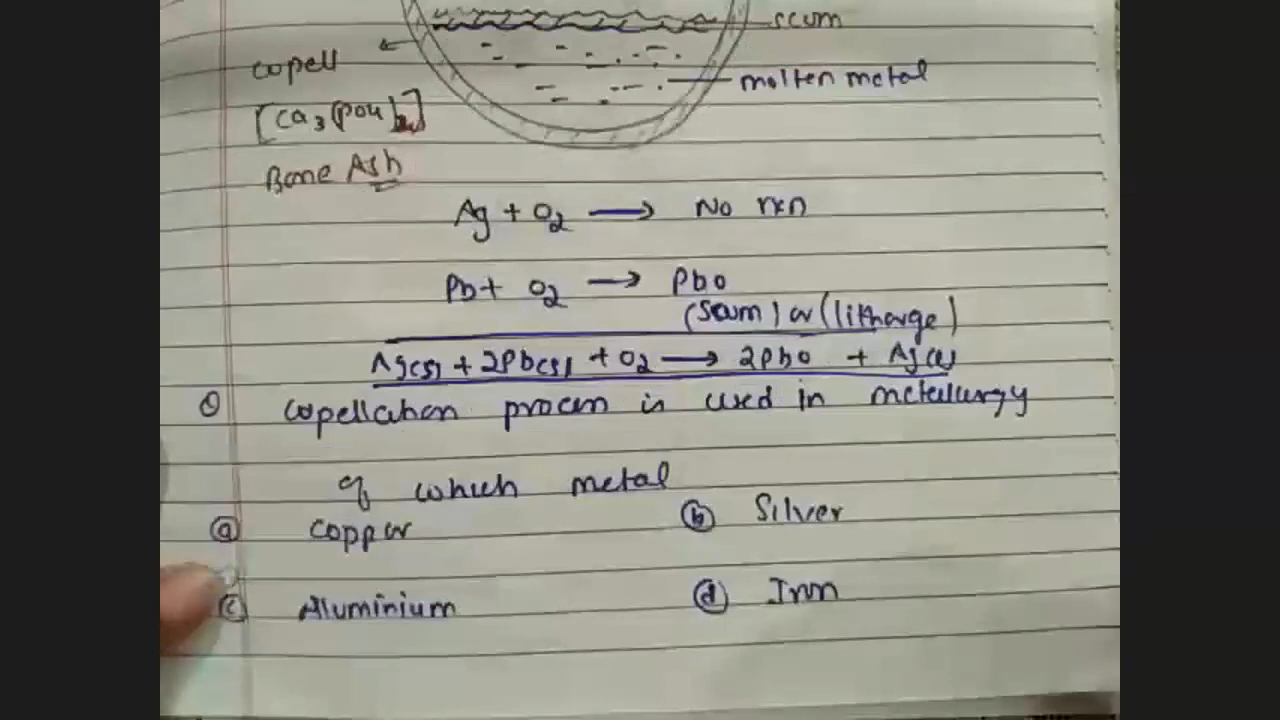 scum
copell
molten metal
[Ca3(PO4)2]
Bone Ash
Ag + O2 → No rxn
Pb + O2 → PbO
(Scum) or (litharge)
Ag(s) + 2Pb(s) + O2 → 2PbO + Ag(s)
Q copellation process is used in metallurgy
of which metal
(a) copper (b) Silver
(c) Aluminium (d) Iron